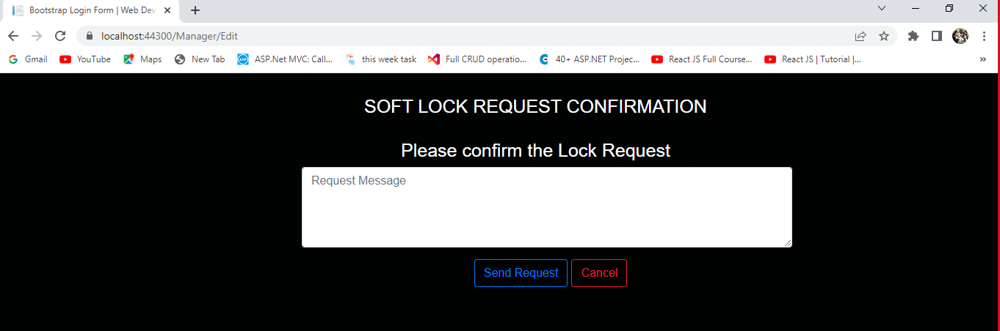 Bootstrap Login Form | Web Dev
localhost:44300/Manager/Edit
Gmail YouTube Maps New Tab ASP.Net MVC: Call... this week task Full CRUD operatio... 40+ ASP.NET Projec... React JS Full Course... React JS | Tutorial |...
SOFT LOCK REQUEST CONFIRMATION
Please confirm the Lock Request
Request Message
Send Request Cancel